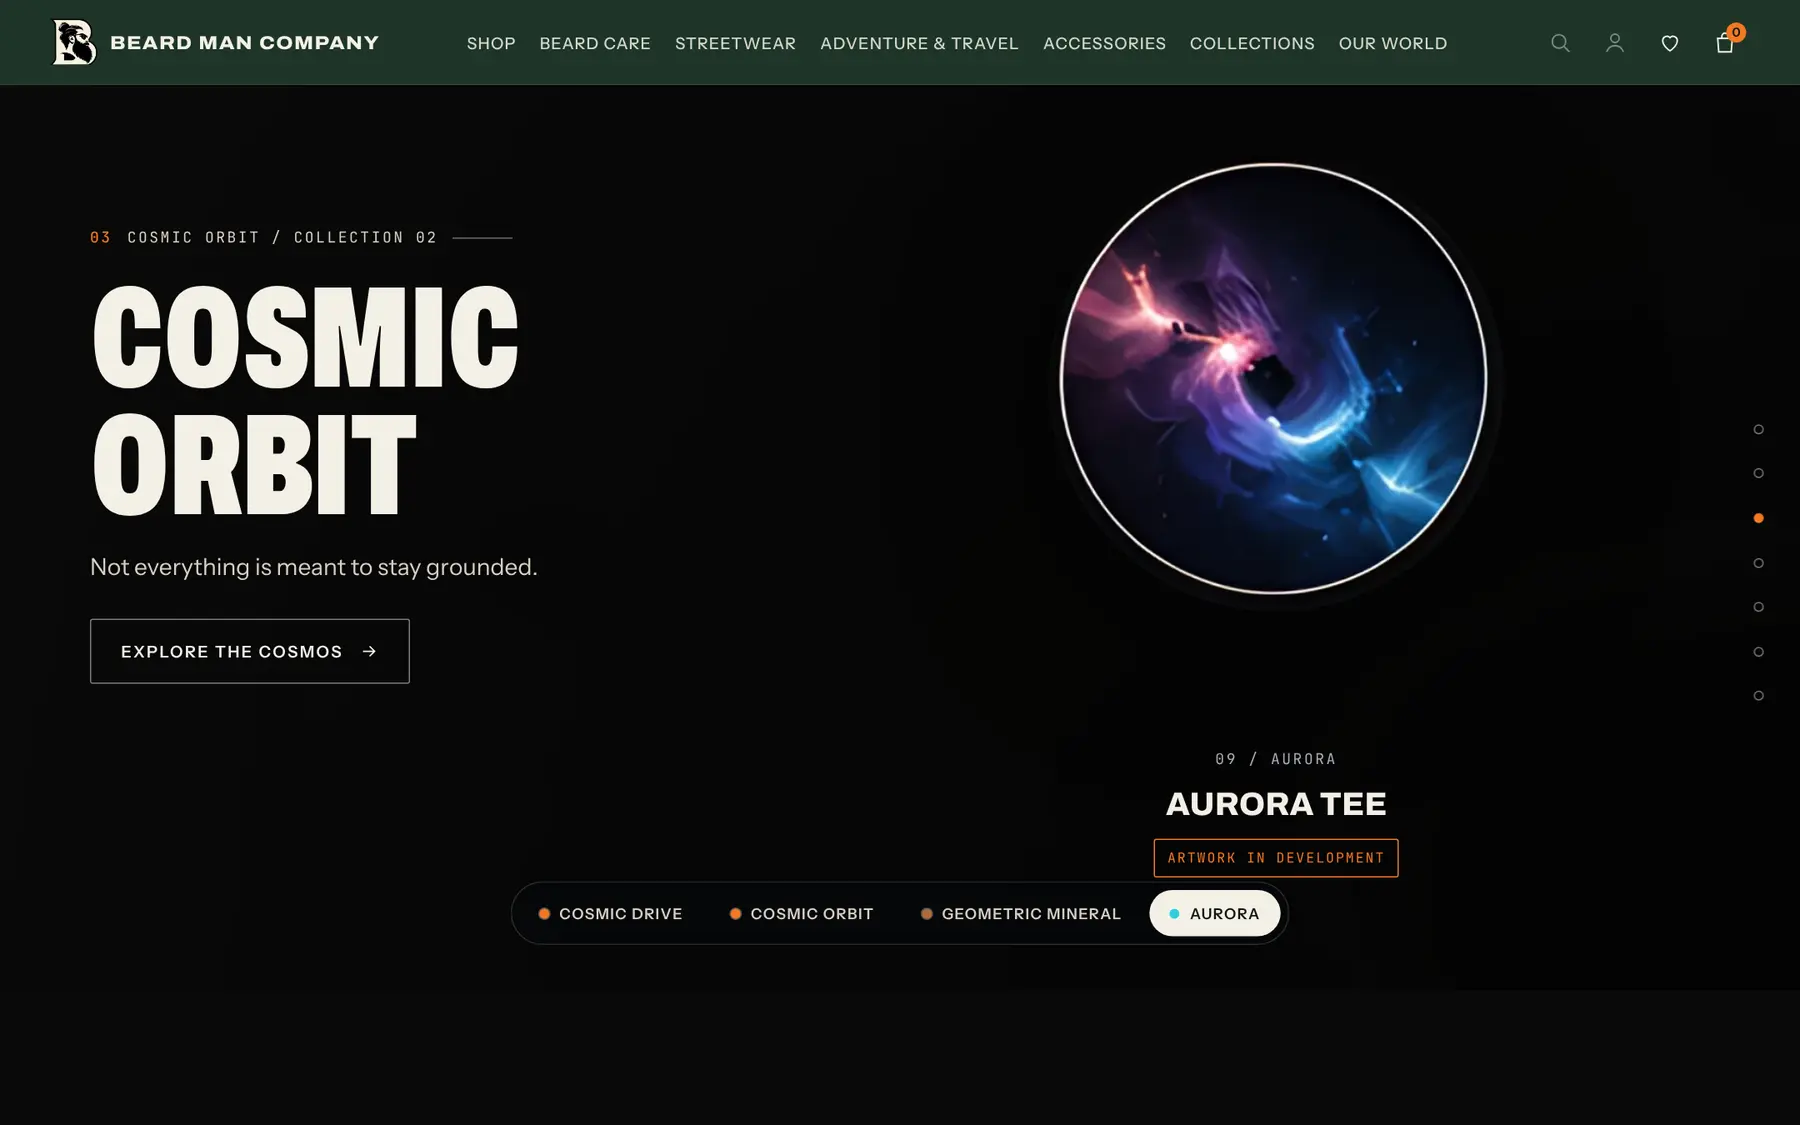 BEARD MAN COMPANY
SHOP
BEARD CARE
STREETWEAR
ADVENTURE & TRAVEL
ACCESSORIES
COLLECTIONS
OUR WORLD
0
03 COSMIC ORBIT / COLLECTION 02
COSMIC
ORBIT
Not everything is meant to stay grounded.
EXPLORE THE COSMOS →
09 / AURORA
AURORA TEE
ARTWORK IN DEVELOPMENT
COSMIC DRIVE
COSMIC ORBIT
GEOMETRIC MINERAL
AURORA